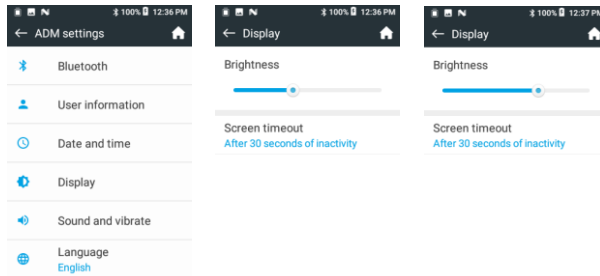 100% 12:36 PM
ADM settings
Bluetooth
User information
Date and time
Display
Sound and vibrate
Language
English
100% 12:36 PM
Display
Brightness
Screen timeout
After 30 seconds of inactivity
100% 12:37 PM
Display
Brightness
Screen timeout
After 30 seconds of inactivity